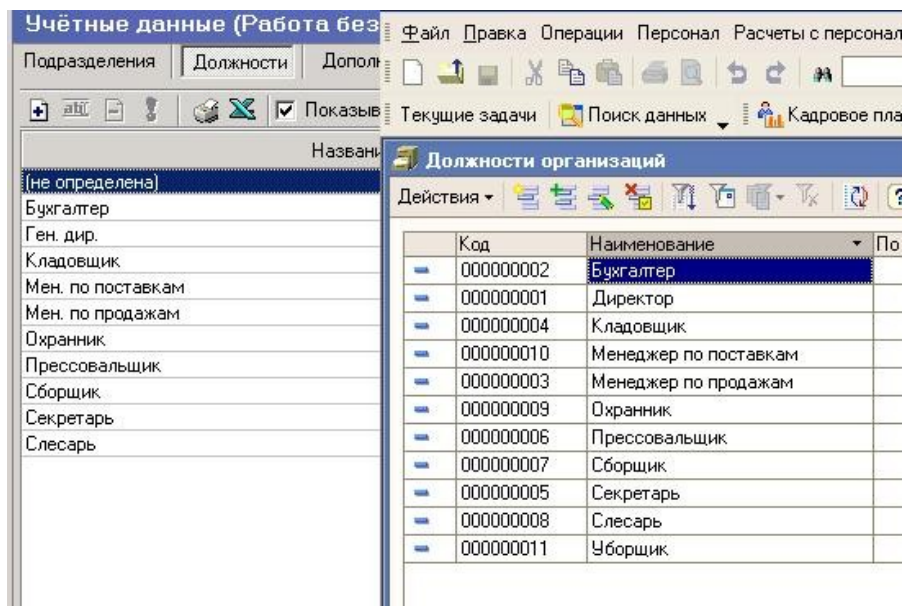 Учётные данные (Работа без
Подразделения Должности Дополн
Показыв
Названи
(не определена)
Бухгалтер
Ген. дир.
Кладовщик
Мен. по поставкам
Мен. по продажам
Охранник
Прессовальщик
Сборщик
Секретарь
Слесарь
Файл Правка Операции Персонал Расчеты с персонал
Текущие задачи Поиск данных Кадровое пла
Должности организаций
Действия
Код Наименование По
000000002 Бухгалтер
000000001 Директор
000000004 Кладовщик
000000010 Менеджер по поставкам
000000003 Менеджер по продажам
000000009 Охранник
000000006 Прессовальщик
000000007 Сборщик
000000005 Секретарь
000000008 Слесарь
000000011 Уборщик